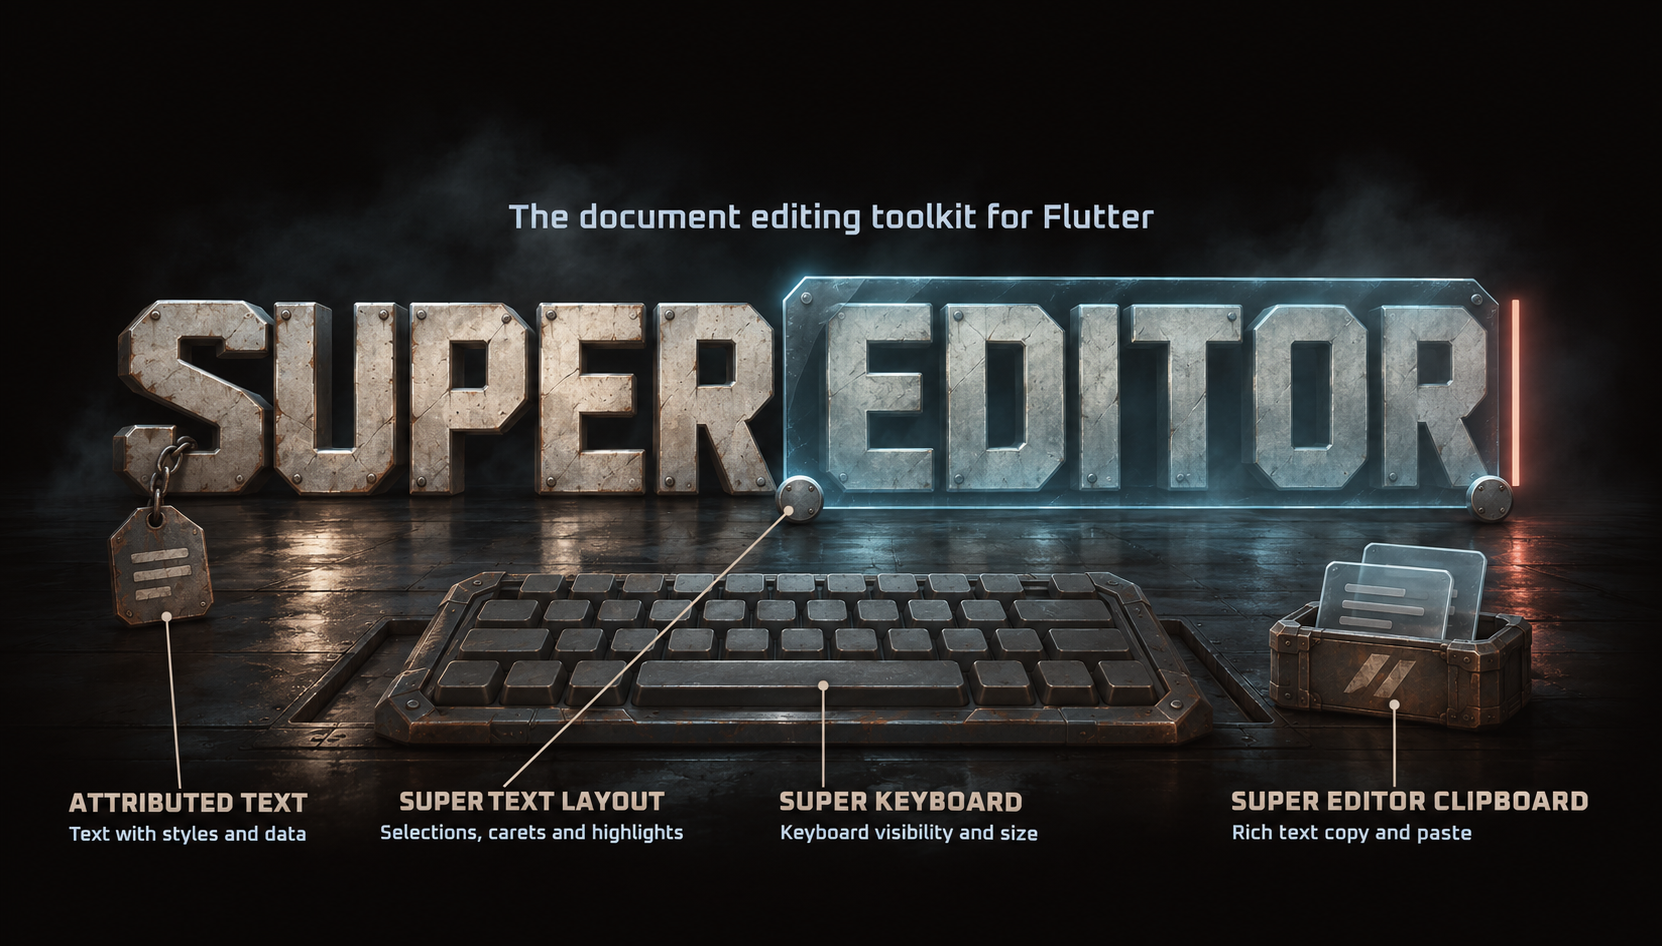 The document editing toolkit for Flutter
SUPER EDITOR
ATTRIBUTED TEXT
Text with styles and data
SUPER TEXT LAYOUT
Selections, carets and highlights
SUPER KEYBOARD
Keyboard visibility and size
SUPER EDITOR CLIPBOARD
Rich text copy and paste